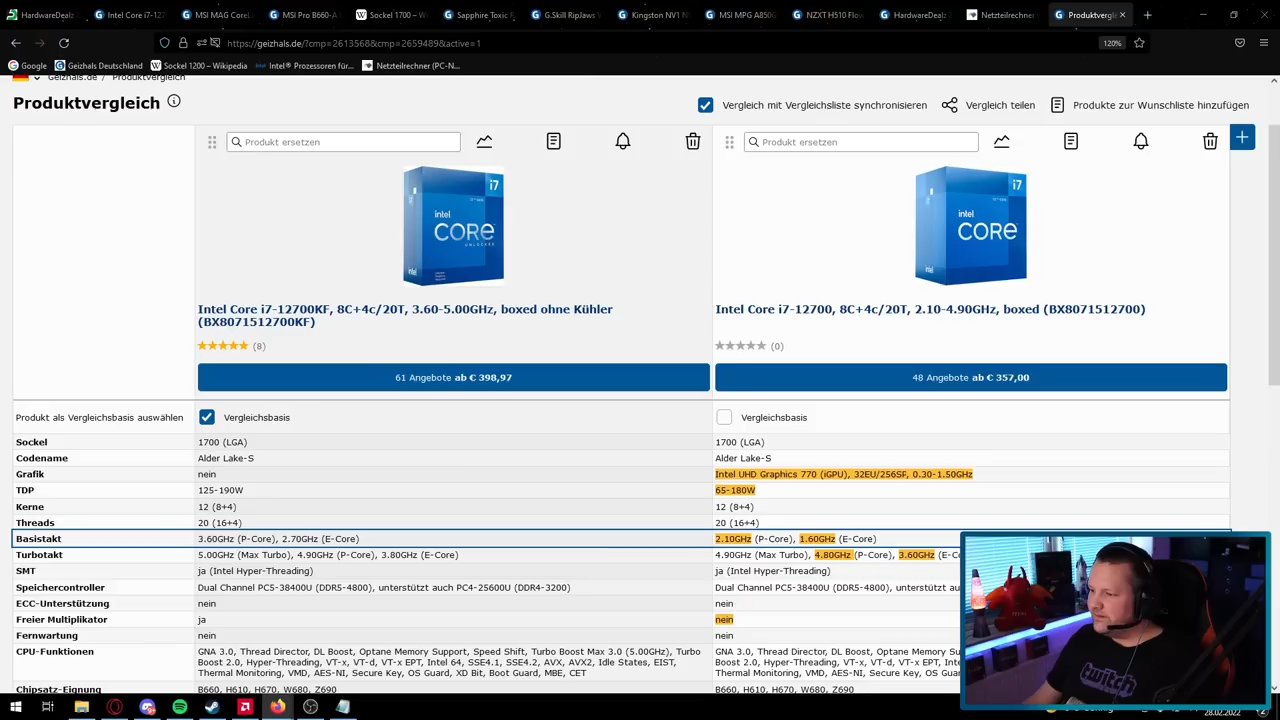 HardwareDealz
Intel Core i7-12
MSI MAG CoreL
MSI Pro B660-A
Sockel 1700 – W
Sapphire Toxic
G.Skill RipJaws
Kingston NV1 N
MSI MPG A850G
NZXT H510 Flow
HardwareDealz
Netzteilrechner
Produktvergle
https://geizhals.de/?cmp=2613568&cmp=2659489&active=1
120%
Google
Geizhals Deutschland
Sockel 1200 – Wikipedia
Intel® Prozessoren für...
Netzteilrechner (PC-N...
Geizhals.de / Produktvergleich
Produktvergleich
Vergleich mit Vergleichsliste synchronisieren
Vergleich teilen
Produkte zur Wunschliste hinzufügen
Produkt ersetzen
Produkt ersetzen
i7
intel
CORE
UNLOCKED
i7
intel
CORE
Intel Core i7-12700KF, 8C+4c/20T, 3.60-5.00GHz, boxed ohne Kühler
(BX8071512700KF)
Intel Core i7-12700, 8C+4c/20T, 2.10-4.90GHz, boxed (BX8071512700)
(8)
(0)
61 Angebote ab € 398,97
48 Angebote ab € 357,00
Produkt als Vergleichsbasis auswählen Vergleichsbasis Vergleichsbasis
Sockel 1700 (LGA) 1700 (LGA)
Codename Alder Lake-S Alder Lake-S
Grafik nein Intel UHD Graphics 770 (iGPU), 32EU/256SP, 0.30-1.50GHz
TDP 125-190W 65-180W
Kerne 12 (8+4) 12 (8+4)
Threads 20 (16+4) 20 (16+4)
Basistakt 3.60GHz (P-Core), 2.70GHz (E-Core) 2.10GHz (P-Core), 1.60GHz (E-Core)
Turbotakt 5.00GHz (Max Turbo), 4.90GHz (P-Core), 3.80GHz (E-Core) 4.90GHz (Max Turbo), 4.80GHz (P-Core), 3.60GHz (E-Co
SMT ja (Intel Hyper-Threading) ja (Intel Hyper-Threading)
Speichercontroller Dual Channel PC5-38400U (DDR5-4800), unterstützt auch PC4-25600U (DDR4-3200) Dual Channel PC5-38400U (DDR5-4800), unterstützt a
ECC-Unterstützung nein nein
Freier Multiplikator ja nein
Fernwartung nein nein
CPU-Funktionen GNA 3.0, Thread Director, DL Boost, Optane Memory Support, Speed Shift, Turbo Boost Max 3.0 (5.00GHz), Turbo GNA 3.0, Thread Director, DL Boost, Optane Memory
Boost 2.0, Hyper-Threading, VT-x, VT-d, VT-x EPT, Intel 64, SSE4.1, SSE4.2, AVX, AVX2, Idle States, EIST, Boost 2.0, Hyper-Threading, VT-x, VT-d, VT-x EPT, In
Thermal Monitoring, VMD, AES-NI, Secure Key, XD Bit, Boot Guard, MBE, CET Thermal Monitoring, VMD, AES-NI, Secure Key, OS Gu
Chipsatz-Eignung B660, H610, H670, W680, Z690 B660, H610, H670, W680, Z690
twitch
28.02.2022